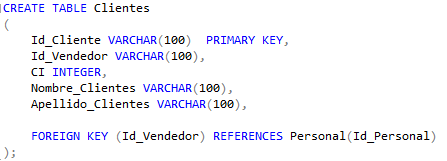 CREATE TABLE Clientes
(
Id_Cliente VARCHAR(100)  PRIMARY KEY,
Id_Vendedor VARCHAR(100),
CI INTEGER,
Nombre_Clientes VARCHAR(100),
Apellido_Clientes VARCHAR(100),
FOREIGN KEY (Id_Vendedor) REFERENCES Personal(Id_Personal)
);